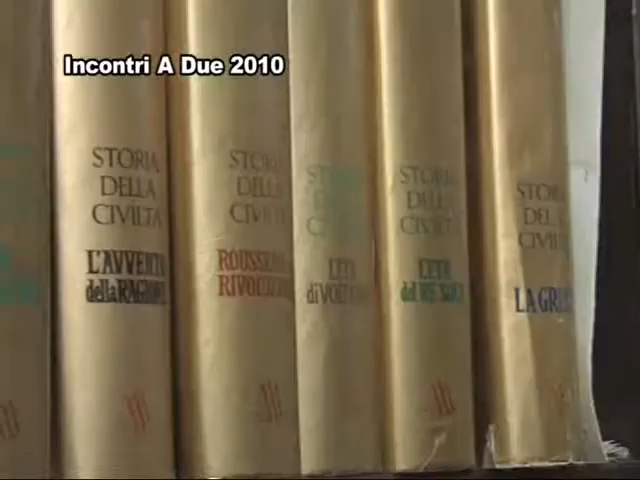 Incontri A Due 2010
STORIA
DELLA
CIVILTÀ
L'AVVENTO
della RAGIONE
STORIA
DELLA
CIVILTÀ
ROUSSEAU
RIVOLUZIONE
STORIA
DELLA
CIVILTÀ
L'ETÀ
di VOLTAIRE
STORIA
DELLA
CIVILTÀ
L'ETÀ
del RE SOLE
STORIA
DELLA
CIVILTÀ
LA GRECIA